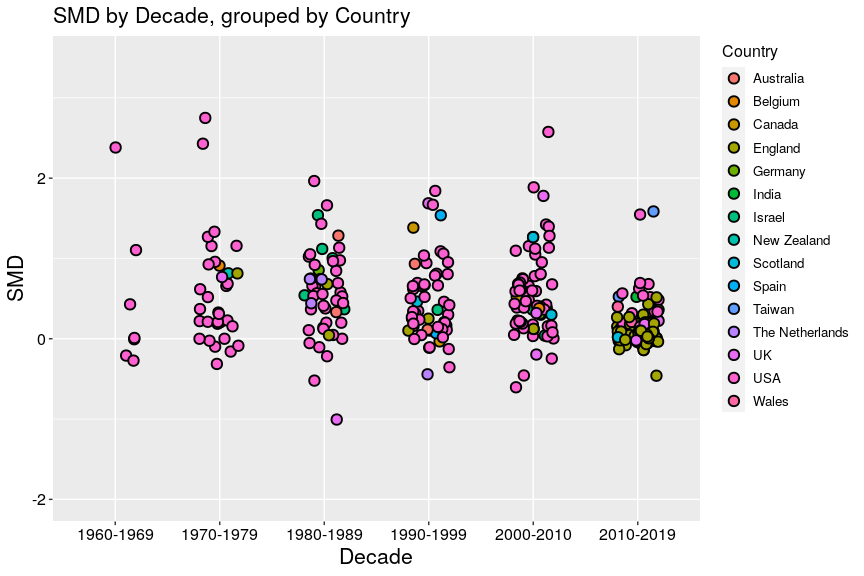 SMD by Decade, grouped by Country
Country
Australia
Belgium
Canada
England
Germany
India
Israel
New Zealand
Scotland
Spain
Taiwan
The Netherlands
UK
USA
Wales
SMD
2
0
-2
1960-1969
1970-1979
1980-1989
1990-1999
2000-2010
2010-2019
Decade